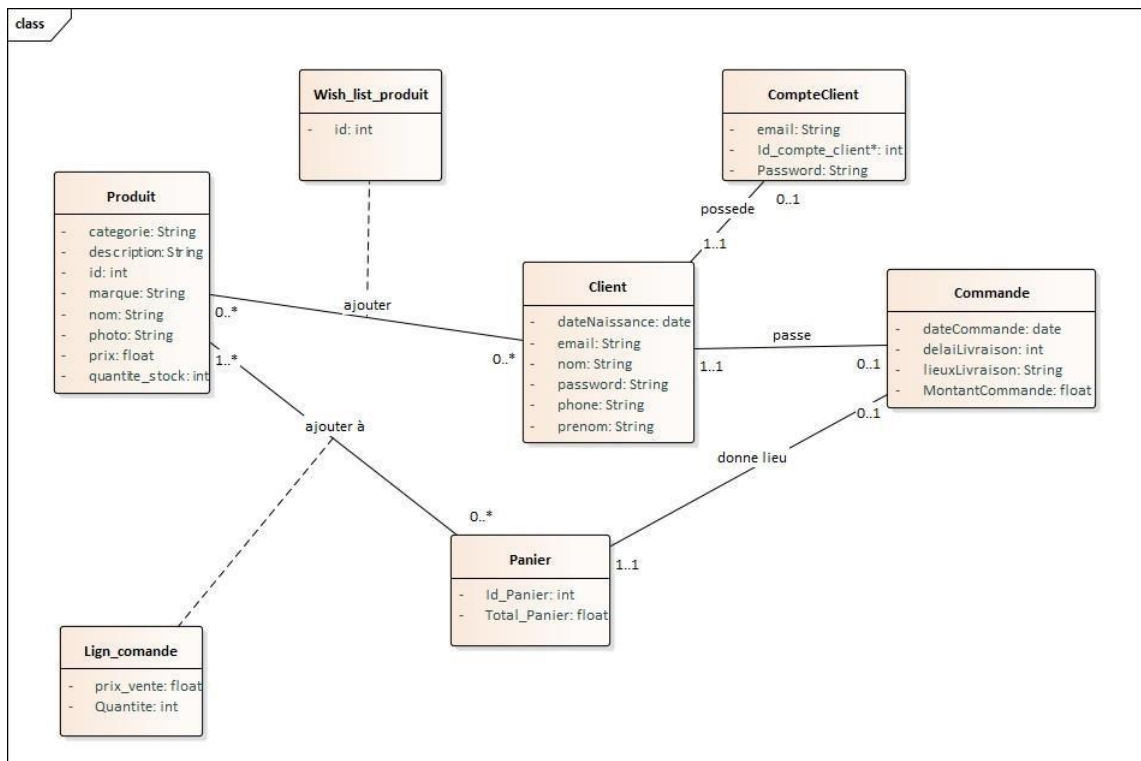 class
Wish_list_produit
- id: int
CompteClient
- email: String
- Id_compte_client*: int
- Password: String
Produit
- categorie: String
- description: String
- id: int
- marque: String
- nom: String
- photo: String
- prix: float
- quantite_stock: int
possede
0..1
1..1
ajouter
0..*
0..*
Client
- dateNaissance: date
- email: String
- nom: String
- password: String
- phone: String
- prenom: String
passe
1..1
0..1
Commande
- dateCommande: date
- delaiLivraison: int
- lieuxLivraison: String
- MontantCommande: float
1..*
ajouter à
0..*
0..1
donne lieu
1..1
Panier
- Id_Panier: int
- Total_Panier: float
Lign_comande
- prix_vente: float
- Quantite: int